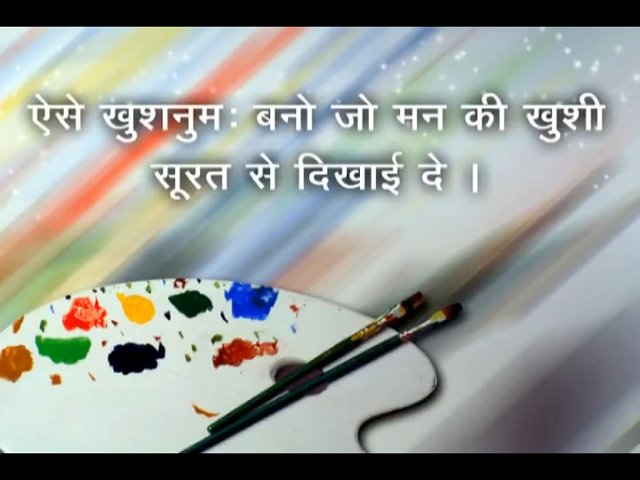 ऐसे खुशनुमः बनो जो मन की खुशी
सूरत से दिखाई दे ।